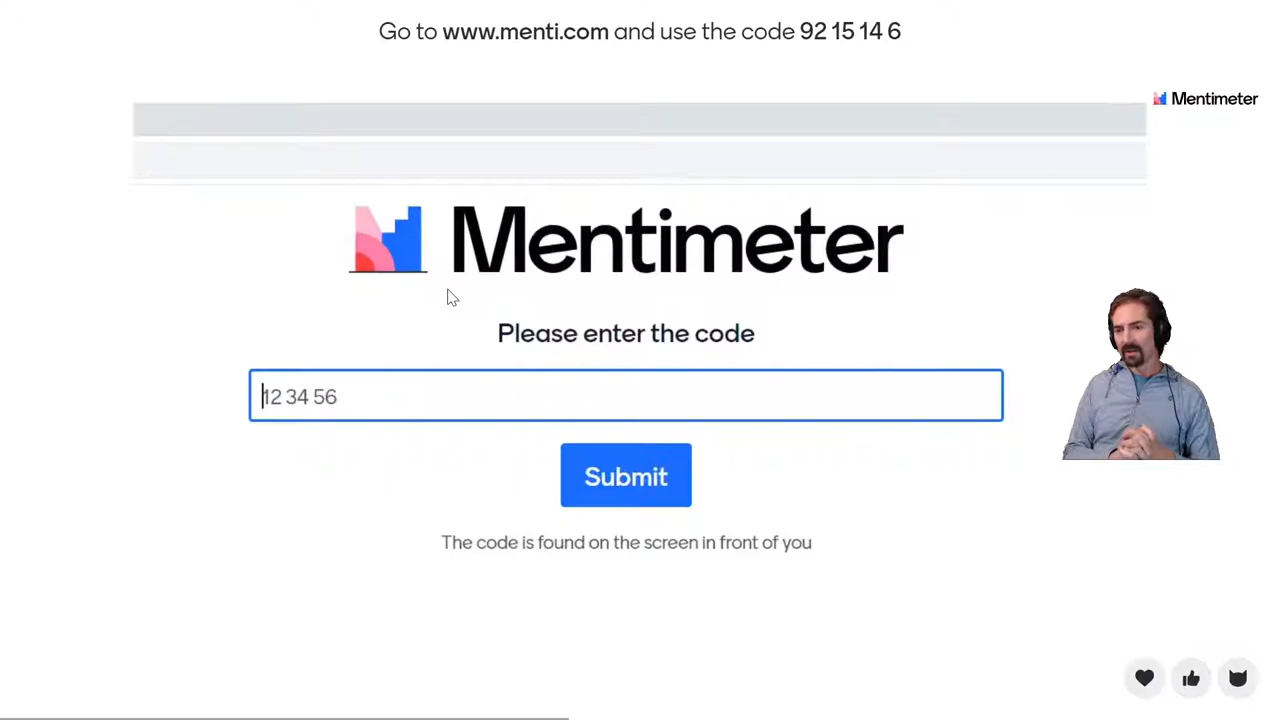 Go to www.menti.com and use the code 92 15 14 6
Mentimeter
Mentimeter
Please enter the code
12 34 56
Submit
The code is found on the screen in front of you